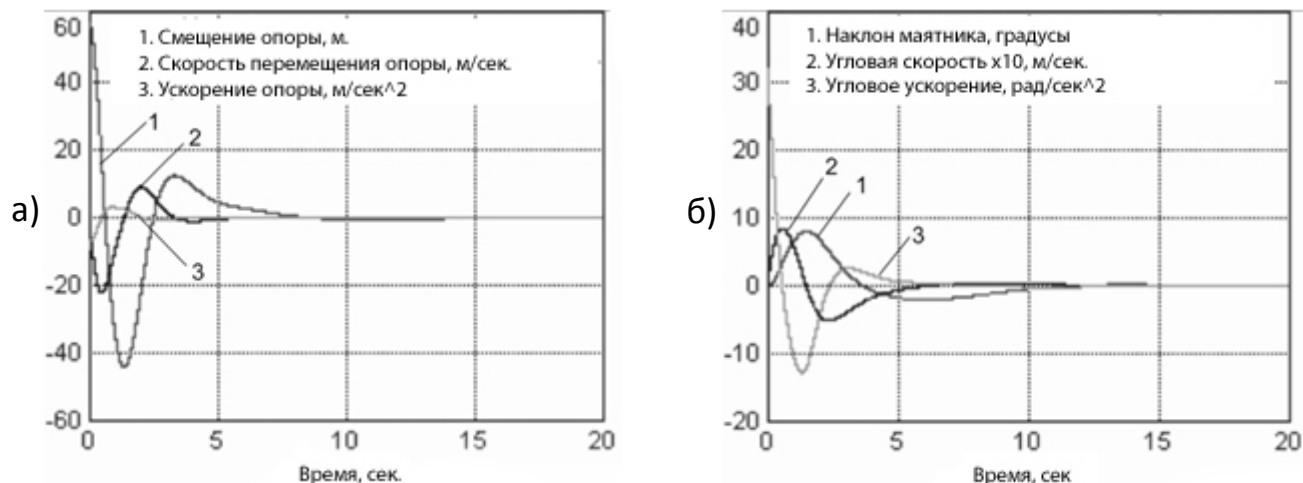 а)
60
40
20
0
-20
-40
-60
1. Смещение опоры, м.
2. Скорость перемещения опоры, м/сек.
3. Ускорение опоры, м/сек^2
1
2
3
0 5 10 15 20
Время, сек.
б)
40
30
20
10
0
-10
-20
1. Наклон маятника, градусы
2. Угловая скорость x10, м/сек.
3. Угловое ускорение, рад/сек^2
2
1
3
0 5 10 15 20
Время, сек